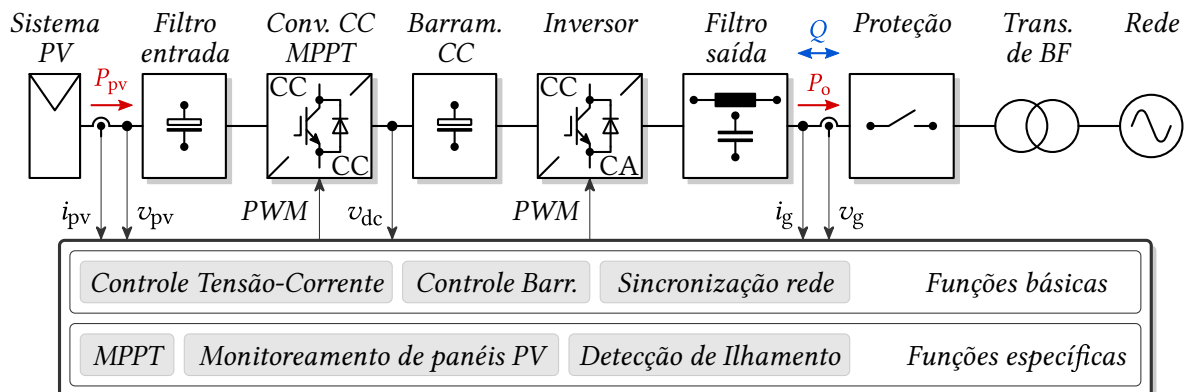 Sistema
PV
Filtro
entrada
Conv. CC
MPPT
Barram.
CC
Inversor
Filtro
saída
Q
Proteção
Trans.
de BF
Rede
Ppv
CC
CC
CC
CA
Po
ipv
vpv
PWM
vdc
PWM
ig
vg
Controle Tensão-Corrente
Controle Barr.
Sincronização rede
Funções básicas
MPPT
Monitoreamento de panéis PV
Detecção de Ilhamento
Funções específicas